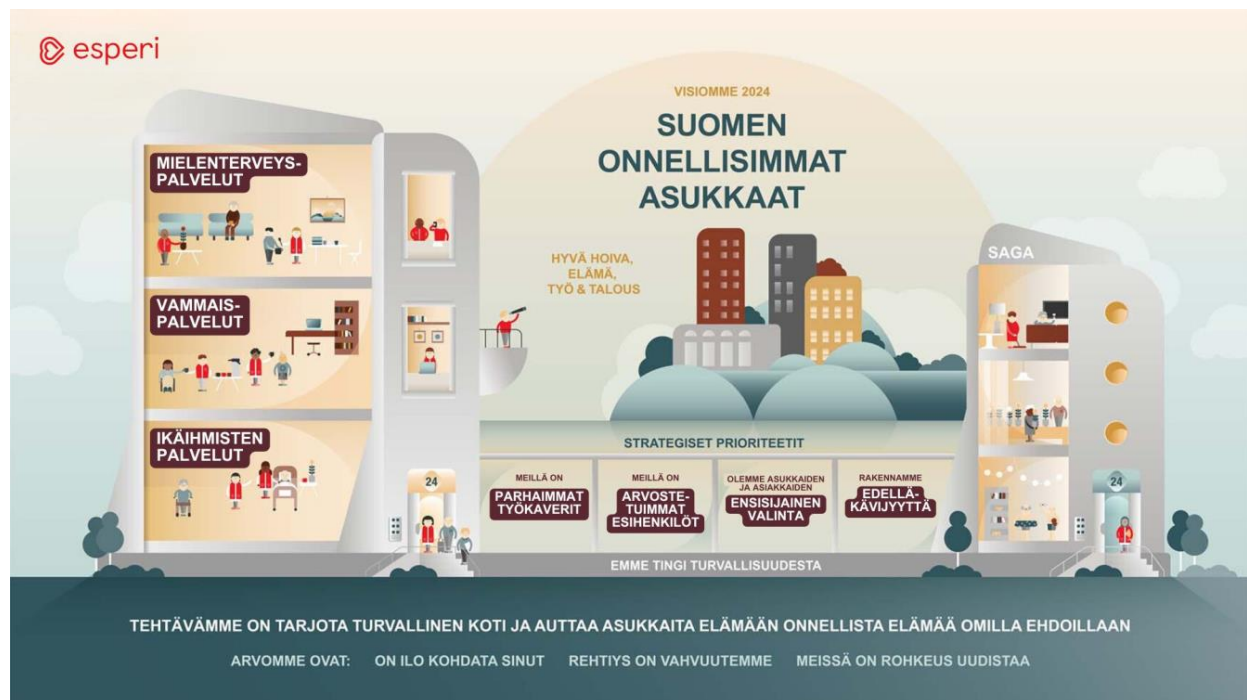 esperi
VISIOMME 2024
SUOMEN
ONNELLISIMMAT
ASUKKAAT
HYVÄ HOIVA,
ELÄMÄ,
TYÖ & TALOUS
MIELENTERVEYS-
PALVELUT
VAMMAIS-
PALVELUT
IKÄIHMISTEN
PALVELUT
24
SAGA
24
STRATEGISET PRIORITEETIT
MEILLÄ ON
PARHAIMMAT
TYÖKAVERIT
MEILLÄ ON
ARVOSTE-
TUIMMAT
ESIHENKILÖT
OLEMME ASUKKAIDEN
JA ASIAKKAIDEN
ENSISIJAINEN
VALINTA
RAKENNAMME
EDELLÄ-
KÄVIJYYTTÄ
EMME TINGI TURVALLISUUDESTA
TEHTÄVÄMME ON TARJOTA TURVALLINEN KOTI JA AUTTAA ASUKKAITA ELÄMÄÄN ONNELLISTA ELÄMÄÄ OMILLA EHDOILLAAN
ARVOMME OVAT: ON ILO KOHDATA SINUT REHTIYS ON VAHVUUTEMME MEISSÄ ON ROHKEUS UUDISTAA